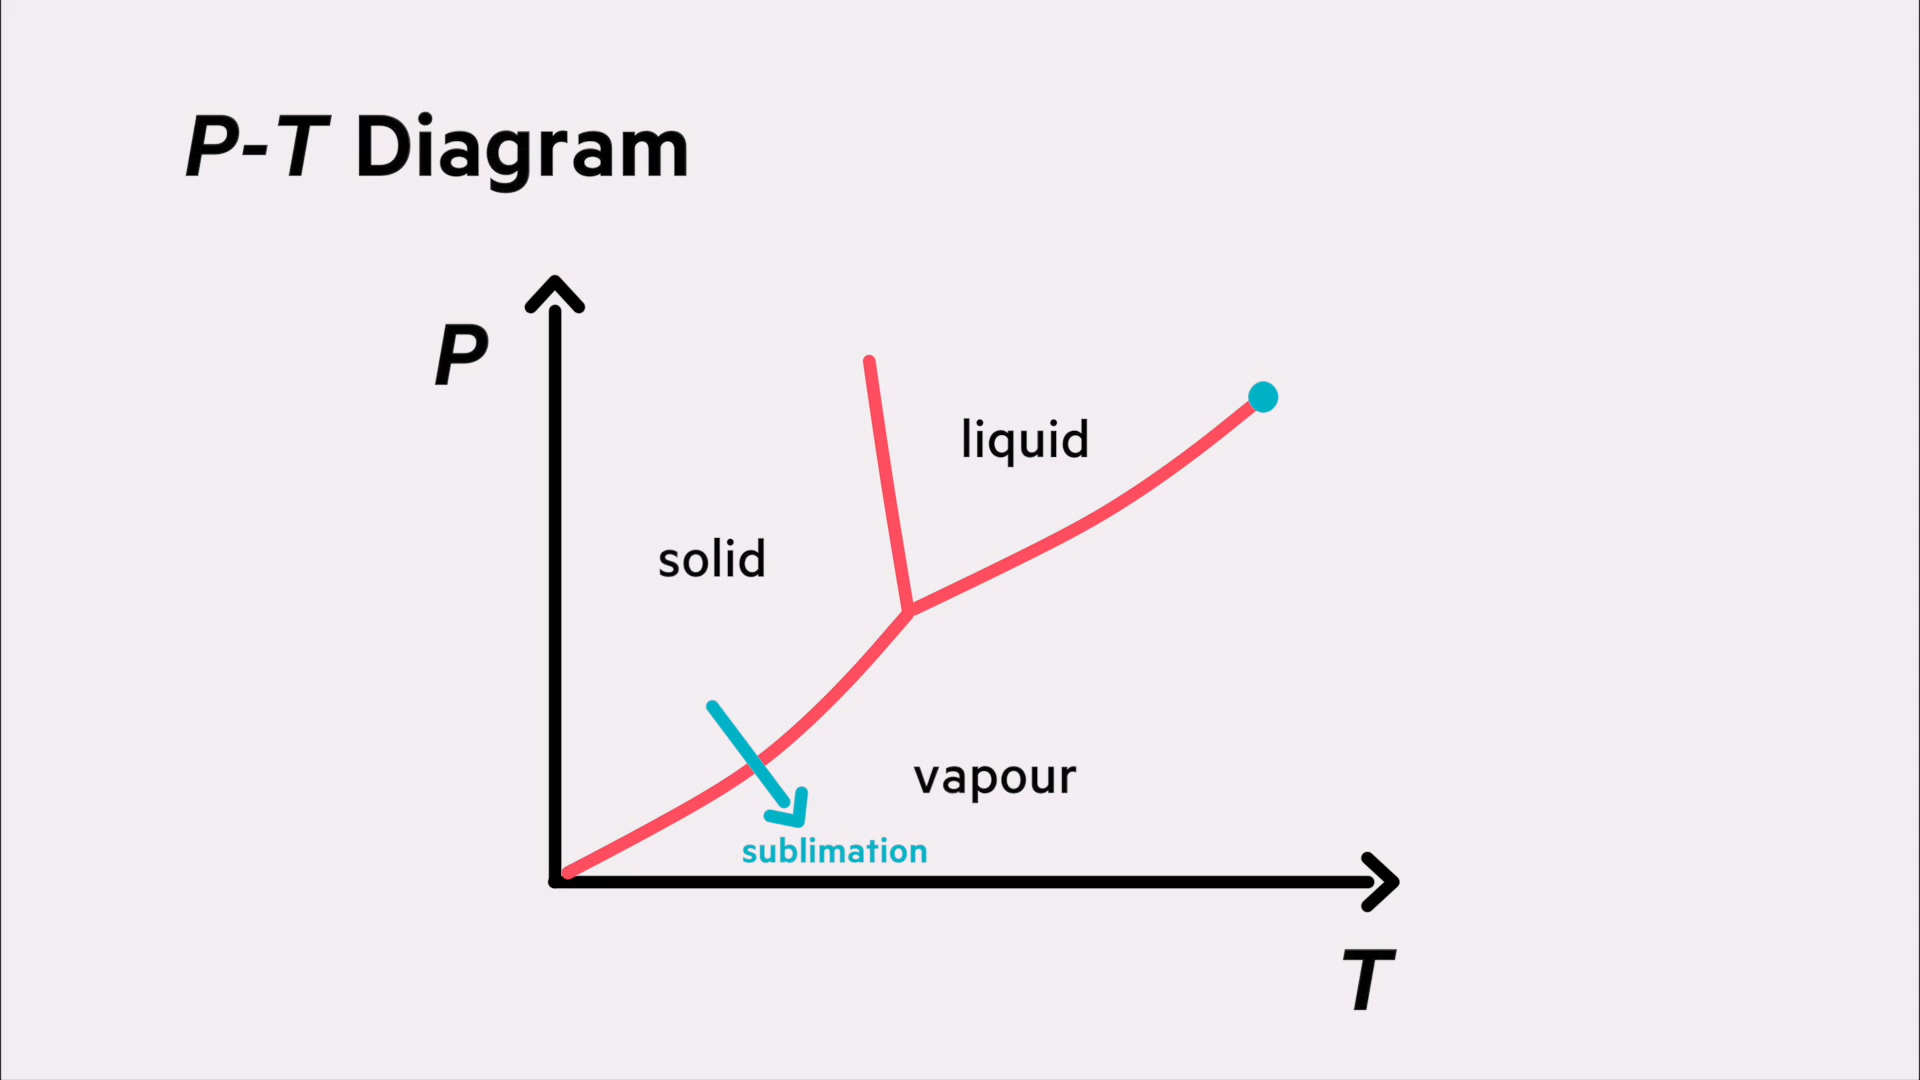 P-T Diagram
P
liquid
solid
vapour
sublimation
T